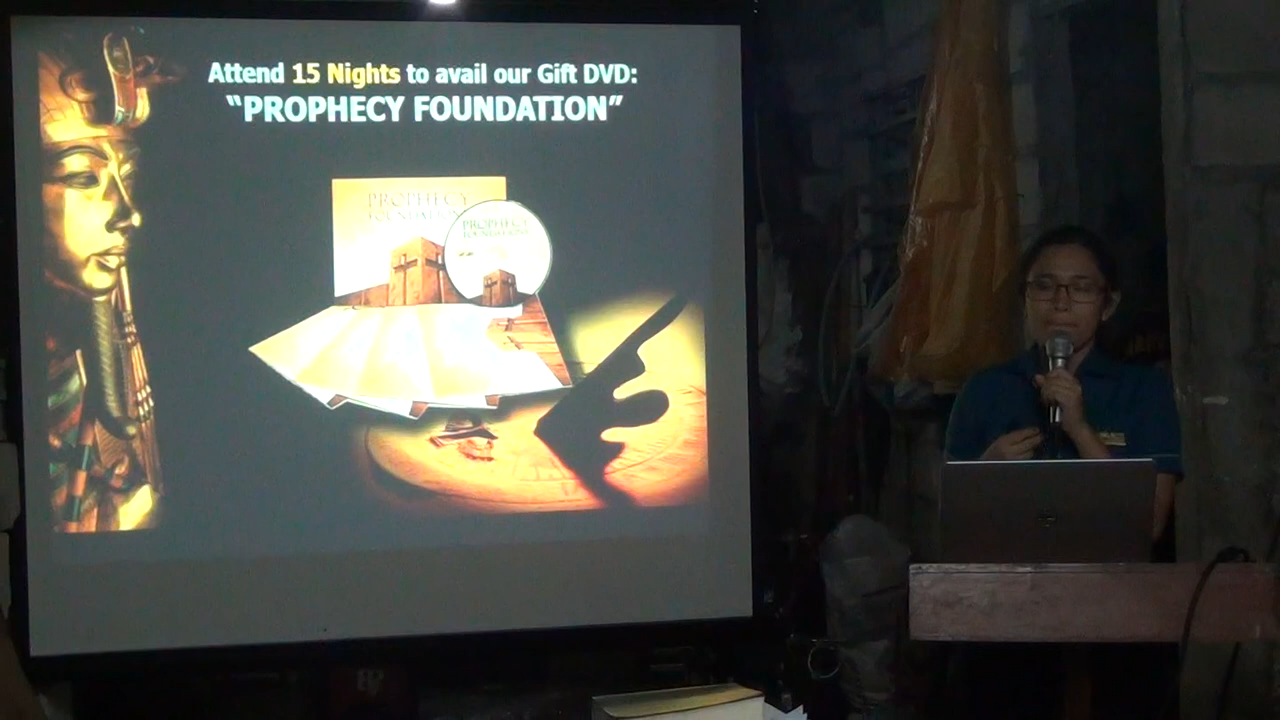 Attend 15 Nights to avail our Gift DVD:
“PROPHECY FOUNDATION”
PROPHECY
FOUNDATIONS
PROPHECY
FOUNDATIONS